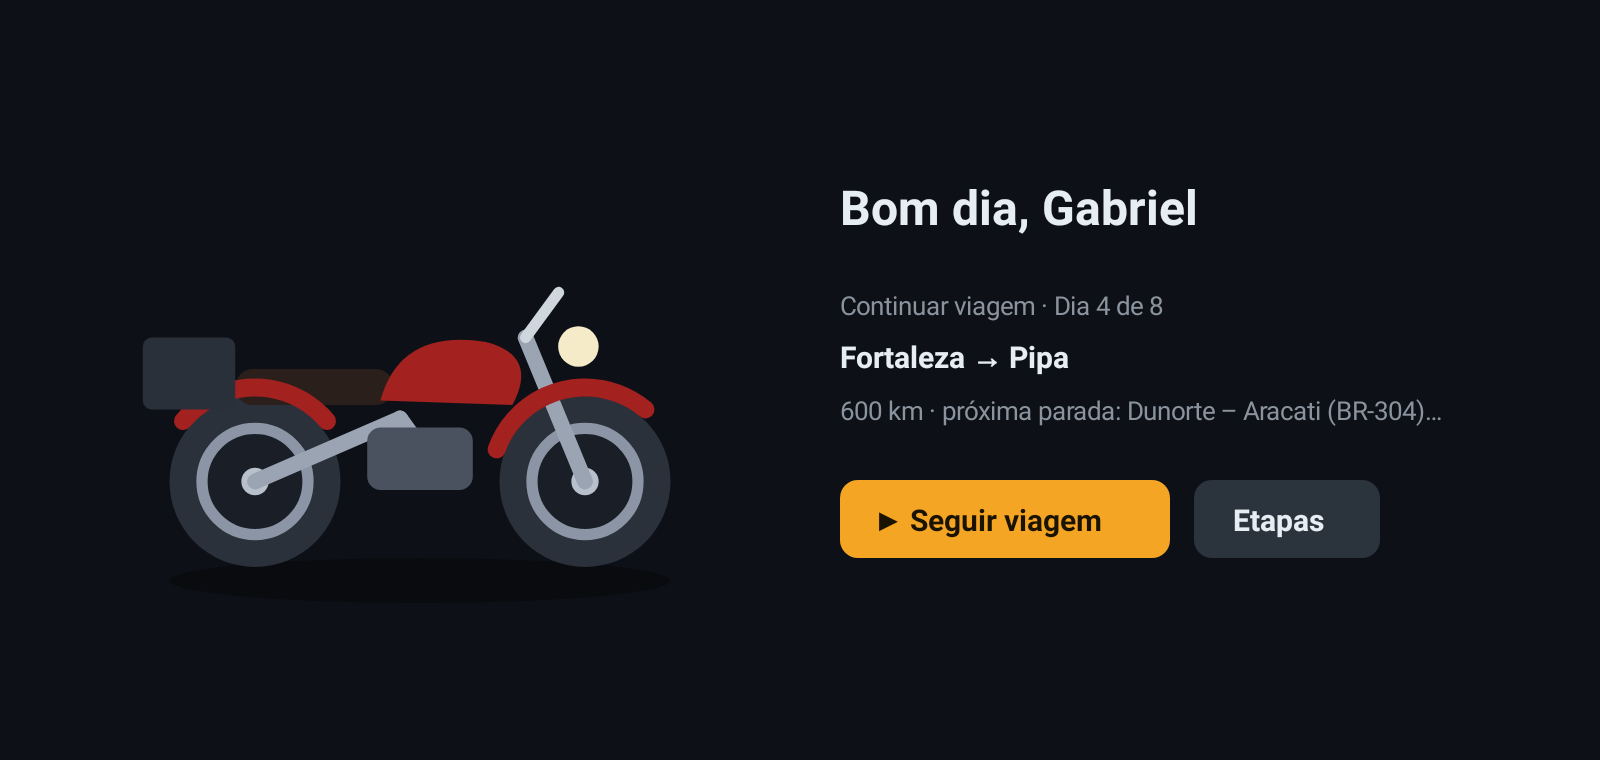 Bom dia, Gabriel
Continuar viagem · Dia 4 de 8
Fortaleza → Pipa
600 km · próxima parada: Dunorte – Aracati (BR-304)…
▶ Seguir viagem
Etapas